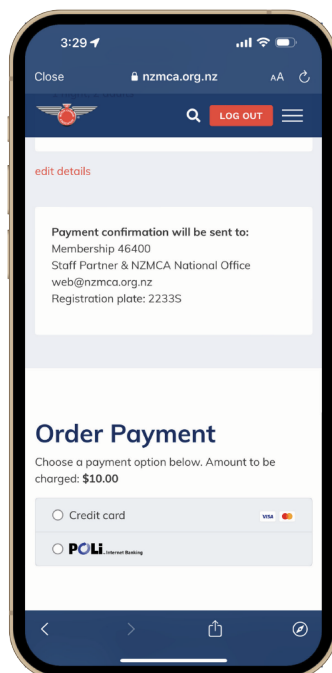 3:29
Close
nzmca.org.nz
AA
LOG OUT
edit details
Payment confirmation will be sent to:
Membership 46400
Staff Partner & NZMCA National Office
web@nzmca.org.nz
Registration plate: 2233S
Order Payment
Choose a payment option below. Amount to be
charged: $10.00
Credit card
VISA
POLi Internet Banking